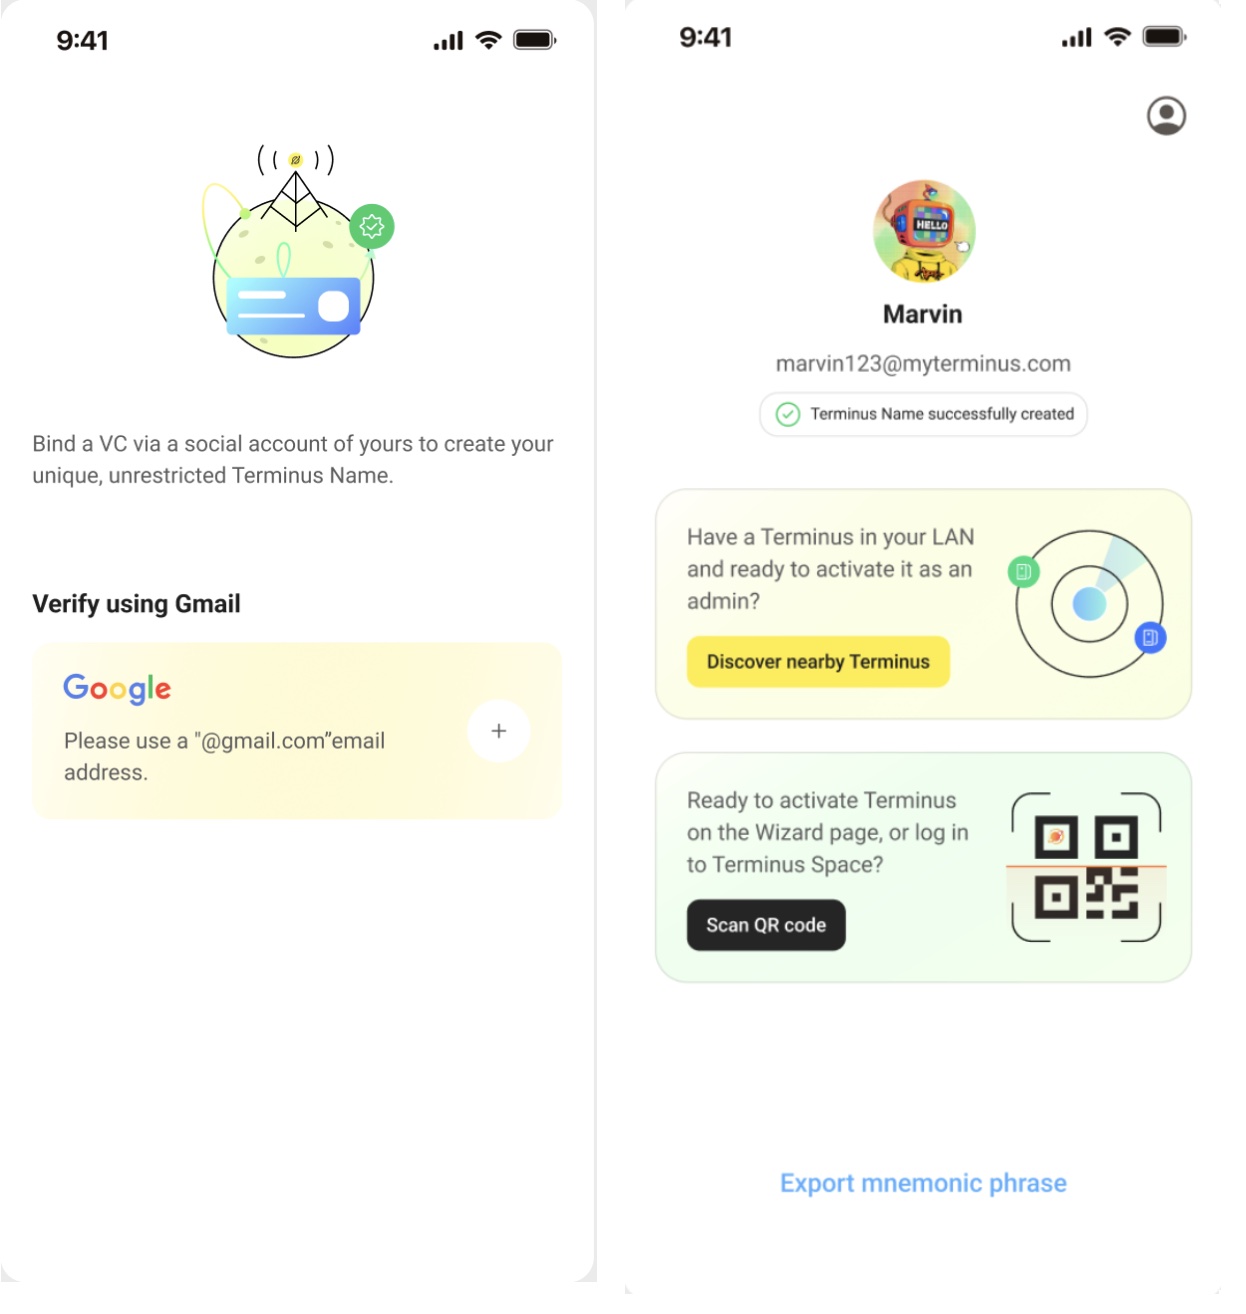 9:41
Bind a VC via a social account of yours to create your
unique, unrestricted Terminus Name.
Verify using Gmail
Google
Please use a "@gmail.com”email
address.
9:41
HELLO
Marvin
marvin123@myterminus.com
Terminus Name successfully created
Have a Terminus in your LAN
and ready to activate it as an
admin?
Discover nearby Terminus
Ready to activate Terminus
on the Wizard page, or log in
to Terminus Space?
Scan QR code
Export mnemonic phrase